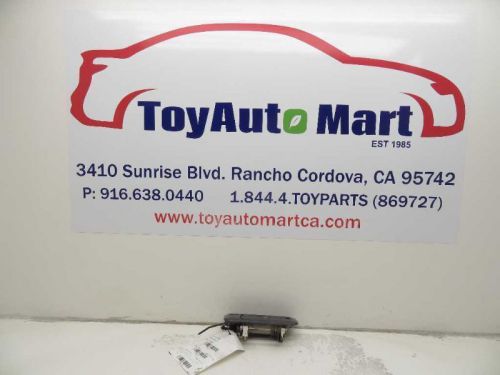 ToyAuto Mart
EST 1985
3410 Sunrise Blvd. Rancho Cordova, CA 95742
P: 916.638.0440 1.844.4.TOYPARTS (869727)
www.toyautomartca.com